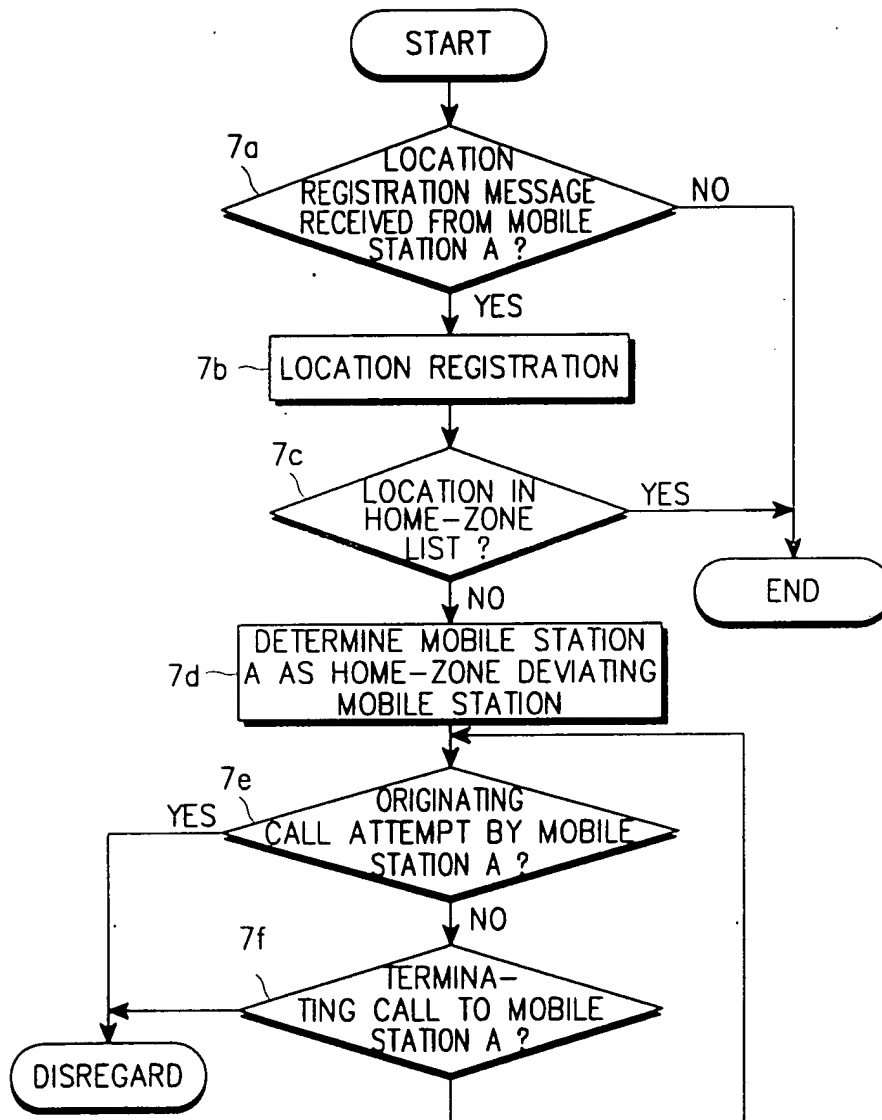 START
7a
LOCATION
REGISTRATION MESSAGE
RECEIVED FROM MOBILE
STATION A ?
NO
YES
7b
LOCATION REGISTRATION
7c
LOCATION IN
HOME-ZONE
LIST ?
YES
END
NO
7d
DETERMINE MOBILE STATION
A AS HOME-ZONE DEVIATING
MOBILE STATION
7e
YES
ORIGINATING
CALL ATTEMPT BY MOBILE
STATION A ?
NO
7f
TERMINA-
TING CALL TO MOBILE
STATION A ?
DISREGARD